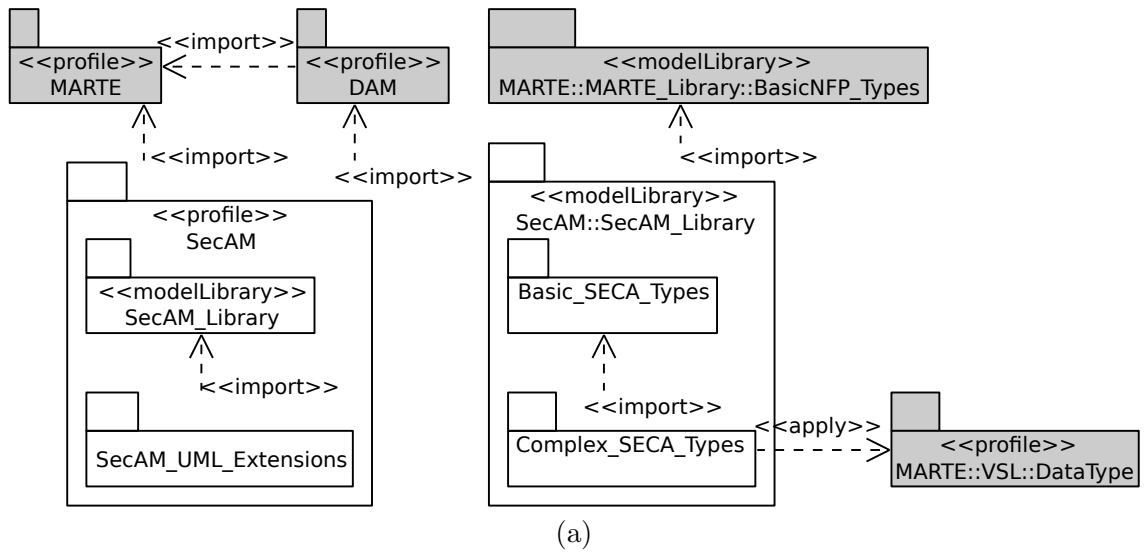 <<import>>
<<profile>>
MARTE
<<profile>>
DAM
<<modelLibrary>>
MARTE::MARTE_Library::BasicNFP_Types
<<import>>
<<import>>
<<import>>
<<profile>>
SecAM
<<modelLibrary>>
SecAM_Library
<<import>>
SecAM_UML_Extensions
<<modelLibrary>>
SecAM::SecAM_Library
Basic_SECA_Types
<<import>>
Complex_SECA_Types
<<apply>>
<<profile>>
MARTE::VSL::DataType
(a)